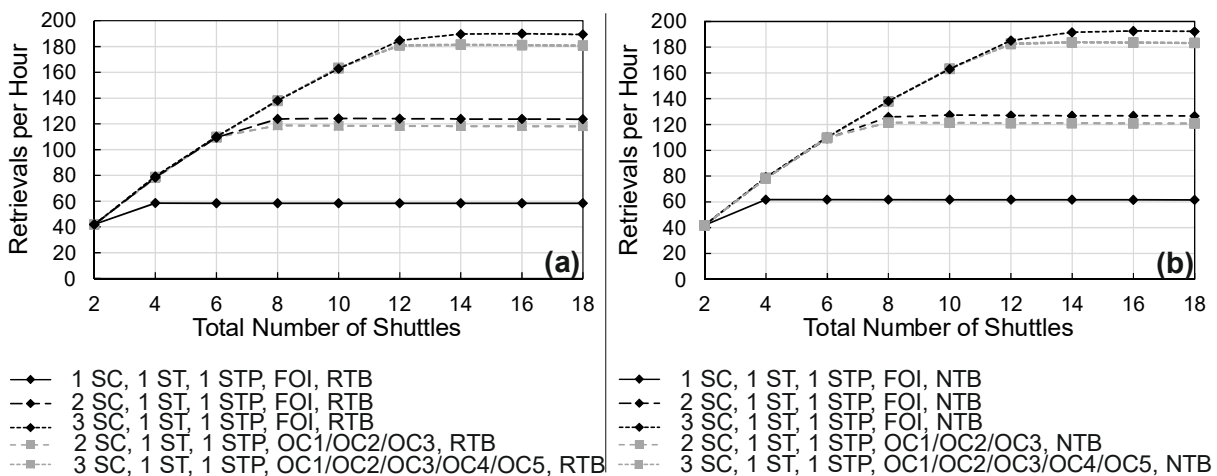 200
180
160
140
120
100
80
60
40
20
0
Retrievals per Hour
(a)
2 4 6 8 10 12 14 16 18
Total Number of Shuttles
1 SC, 1 ST, 1 STP, FOI, RTB
2 SC, 1 ST, 1 STP, FOI, RTB
3 SC, 1 ST, 1 STP, FOI, RTB
2 SC, 1 ST, 1 STP, OC1/OC2/OC3, RTB
3 SC, 1 ST, 1 STP, OC1/OC2/OC3/OC4/OC5, RTB
200
180
160
140
120
100
80
60
40
20
0
Retrievals per Hour
(b)
2 4 6 8 10 12 14 16 18
Total Number of Shuttles
1 SC, 1 ST, 1 STP, FOI, NTB
2 SC, 1 ST, 1 STP, FOI, NTB
3 SC, 1 ST, 1 STP, FOI, NTB
2 SC, 1 ST, 1 STP, OC1/OC2/OC3, NTB
3 SC, 1 ST, 1 STP, OC1/OC2/OC3/OC4/OC5, NTB